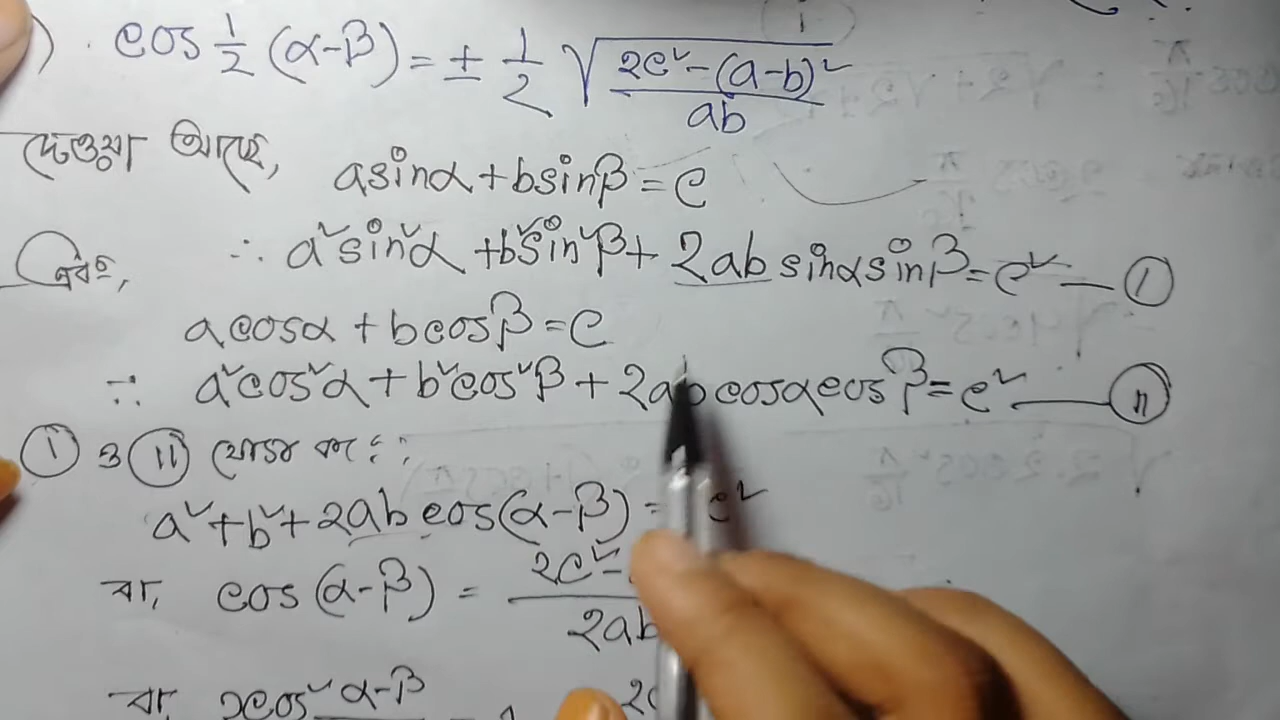 ) . cos ½ (α-β) = ± ½ √((2c²-(a-b)²)/ab)
দেওয়া আছে, asinα + bsinβ = c
∴ a²sin²α + b²sin²β + 2ab sinα sinβ = c² — (i)
এবং,
acosα + bcosβ = c
∴ a²cos²α + b²cos²β + 2ab cosα cosβ = c² — (ii)
(i) ও (ii) যোগ করে:
a² + b² + 2ab cos(α-β) = c²
বা, cos(α-β) = 2c²- / 2ab
বা, 2cos² α-β